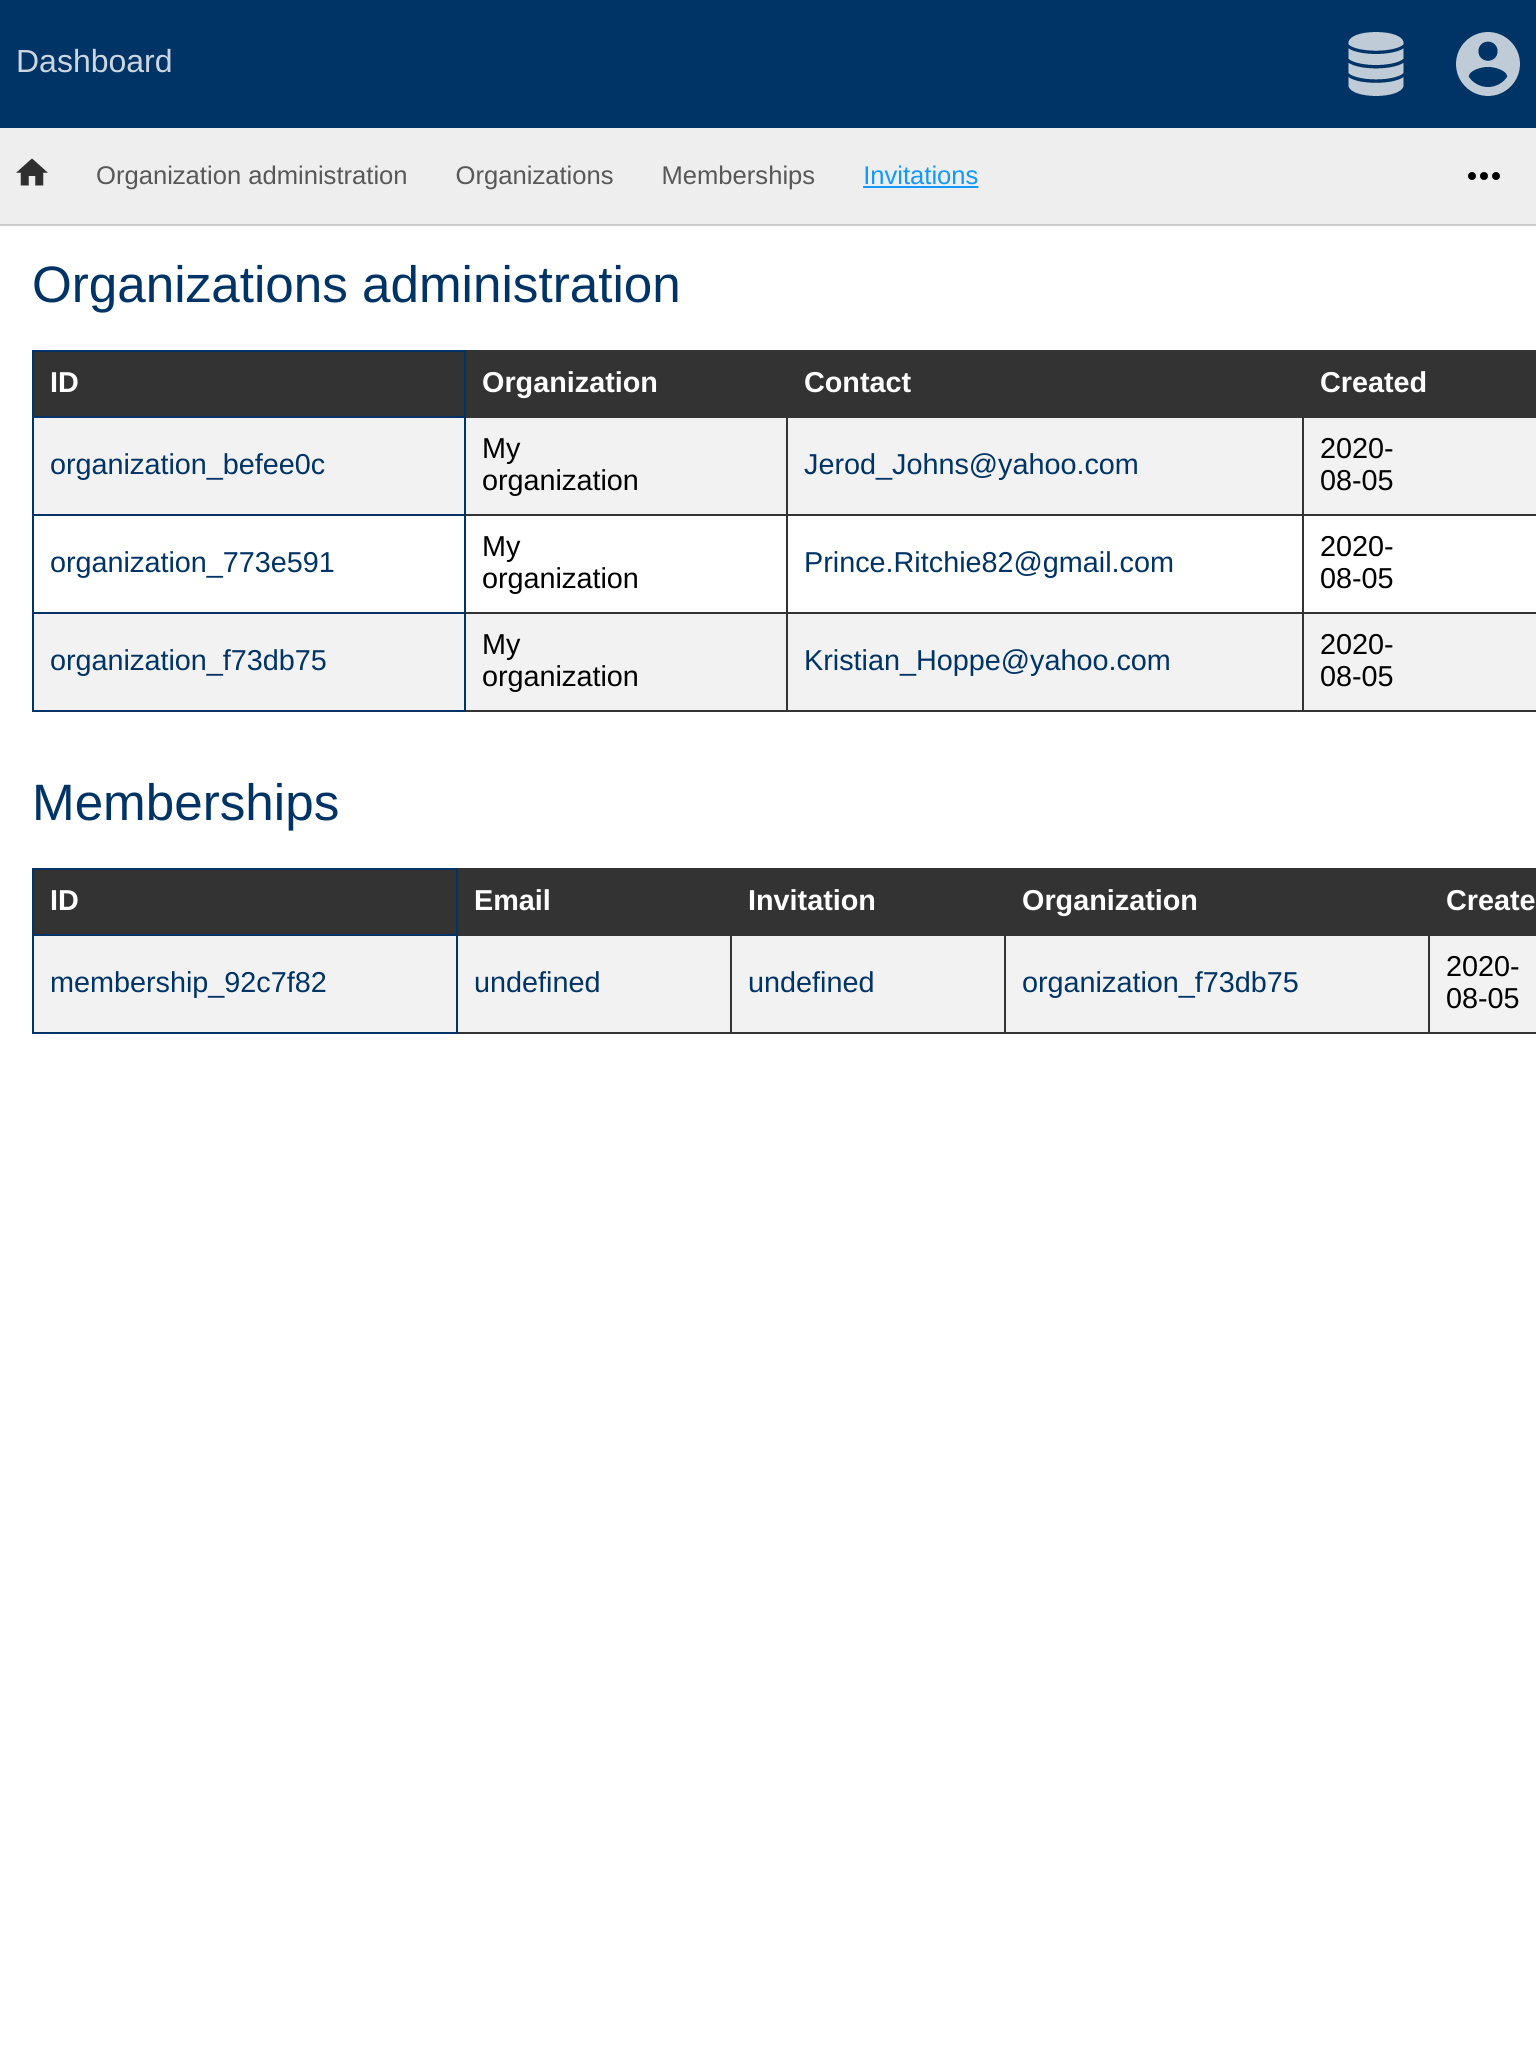 Dashboard
Organization administration Organizations Memberships Invitations
Organizations administration
ID Organization Contact Created
organization_befee0c My organization Jerod_Johns@yahoo.com 2020-08-05
organization_773e591 My organization Prince.Ritchie82@gmail.com 2020-08-05
organization_f73db75 My organization Kristian_Hoppe@yahoo.com 2020-08-05
Memberships
ID Email Invitation Organization Create
membership_92c7f82 undefined undefined organization_f73db75 2020-08-05